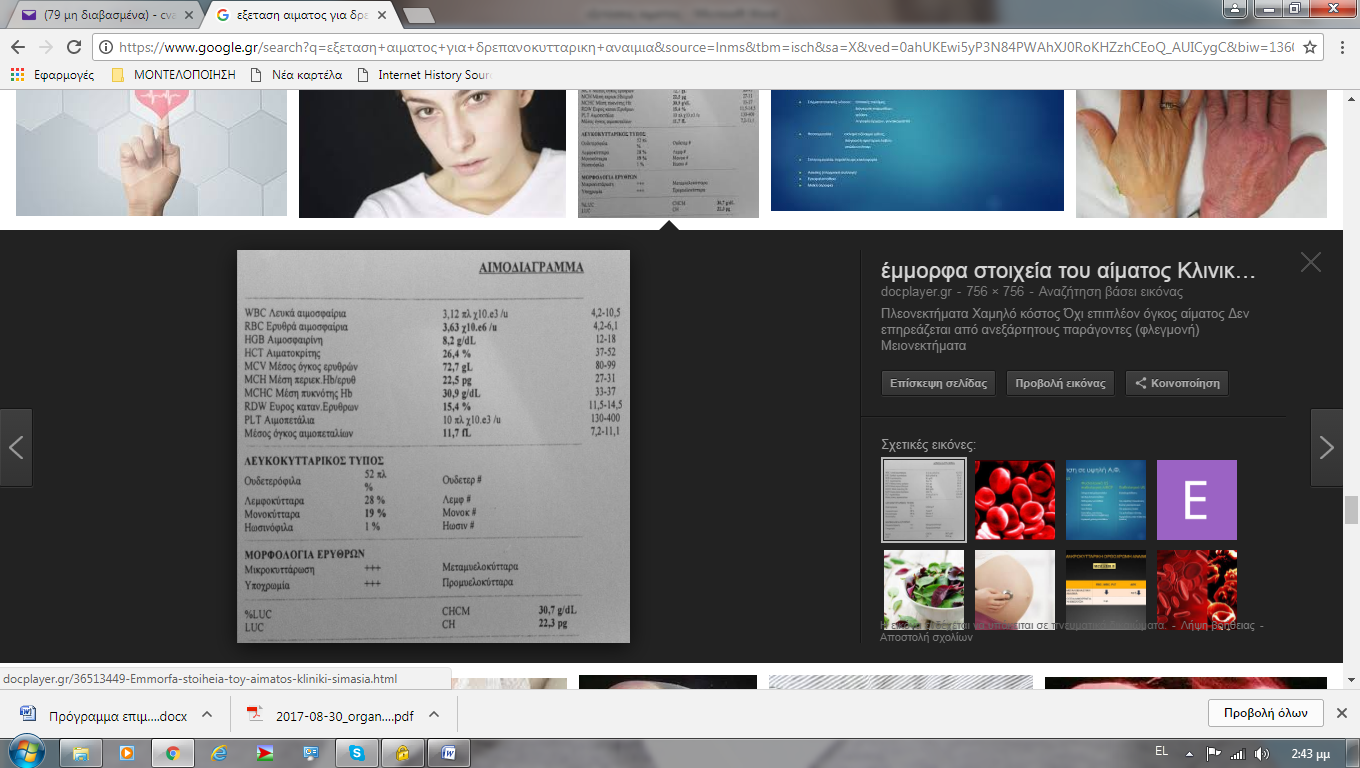 (79 μη διαβασμένα) - cva
εξεταση αιματος για δρε
https://www.google.gr/search?q=εξεταση+αιματος+για+δρεπανοκυτταρικη+αναιμια&source=lnms&tbm=isch&sa=X&ved=0ahUKEwi5yP3N84PWAhXJ0RoKHZzhCEoQ_AUICygC&biw=1360
Εφαρμογές
ΜΟΝΤΕΛΟΠΟΙΗΣΗ
Νέα καρτέλα
Internet History Sour
ΑΙΜΟΔΙΑΓΡΑΜΜΑ
WBC Λευκά αιμοσφαίρια 3,12 πλ χ10.e3 /u 4,2-10,5
RBC Ερυθρά αιμοσφαίρια 3,63 χ10.e6 /u 4,2-6,1
HGB Αιμοσφαιρίνη 8,2 g/dL 12-18
HCT Αιματοκρίτης 26,4 % 37-52
MCV Μέσος όγκος ερυθρών 72,7 gL 80-99
MCH Μέση περιεκ.Hb/ερυθ 22,5 pg 27-31
MCHC Μέση πυκνότης Hb 30,9 g/dL 33-37
RDW Ευρος καταν.Ερυθρων 15,4 % 11,5-14,5
PLT Αιμοπετάλια 10 πλ χ10.e3 /u 130-400
Μέσος όγκος αιμοπεταλίων 11,7 fL 7,2-11,1
ΛΕΥΚΟΚΥΤΤΑΡΙΚΟΣ ΤΥΠΟΣ
Ουδετερόφιλα 52 πλ % Ουδετερ #
Λεμφοκύτταρα 28 % Λεμφ #
Μονοκύτταρα 19 % Μονοκ #
Ηωσινόφιλα 1 % Ηωσιν #
ΜΟΡΦΟΛΟΓΙΑ ΕΡΥΘΡΩΝ
Μικροκυττάρωση +++ Μεταμυελοκύτταρα
Υποχρωμία +++ Προμυελοκύτταρα
%LUC CHCM 30,7 g/dL
LUC CH 22,3 pg
έμμορφα στοιχεία του αίματος Κλινικ…
docplayer.gr - 756 × 756 - Αναζήτηση βάσει εικόνας
Πλεονεκτήματα Χαμηλό κόστος Όχι επιπλέον όγκος αίματος Δεν
επηρεάζεται από ανεξάρτητους παράγοντες (φλεγμονή)
Μειονεκτήματα
Επίσκεψη σελίδας
Προβολή εικόνας
Κοινοποίηση
Σχετικές εικόνες:
E
Η εικόνα ενδέχεται να υπόκειται σε πνευματικά δικαιώματα. - Λήψη βοήθειας -
Αποστολή σχολίων
docplayer.gr/36513449-Emmorfa-stoiheia-toy-aimatos-kliniki-simasia.html
Πρόγραμμα επιμ....docx
2017-08-30_organ....pdf
Προβολή όλων
EL
2:43 μμ